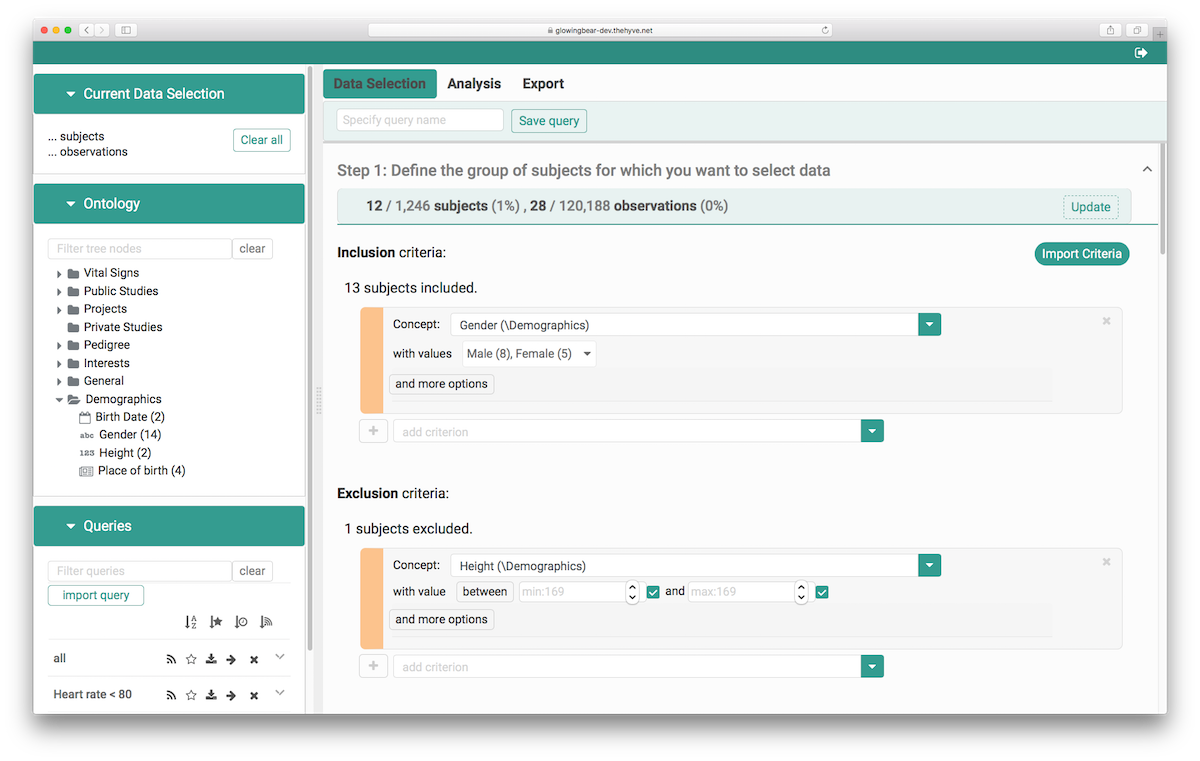 glowingbear-dev.thehyve.net
Current Data Selection
... subjects
... observations
Clear all
Ontology
Filter tree nodes
clear
Vital Signs
Public Studies
Projects
Private Studies
Pedigree
Interests
General
Demographics
Birth Date (2)
abc Gender (14)
123 Height (2)
Place of birth (4)
Queries
Filter queries
clear
import query
A
Z
all
Heart rate < 80
Data Selection Analysis Export
Specify query name
Save query
Step 1: Define the group of subjects for which you want to select data
12 / 1,246 subjects (1%) , 28 / 120,188 observations (0%)
Update
Inclusion criteria:
Import Criteria
13 subjects included.
Concept: Gender (\Demographics)
with values Male (8), Female (5)
and more options
+ add criterion
Exclusion criteria:
1 subjects excluded.
Concept: Height (\Demographics)
with value between min:169 and max:169
and more options
+ add criterion